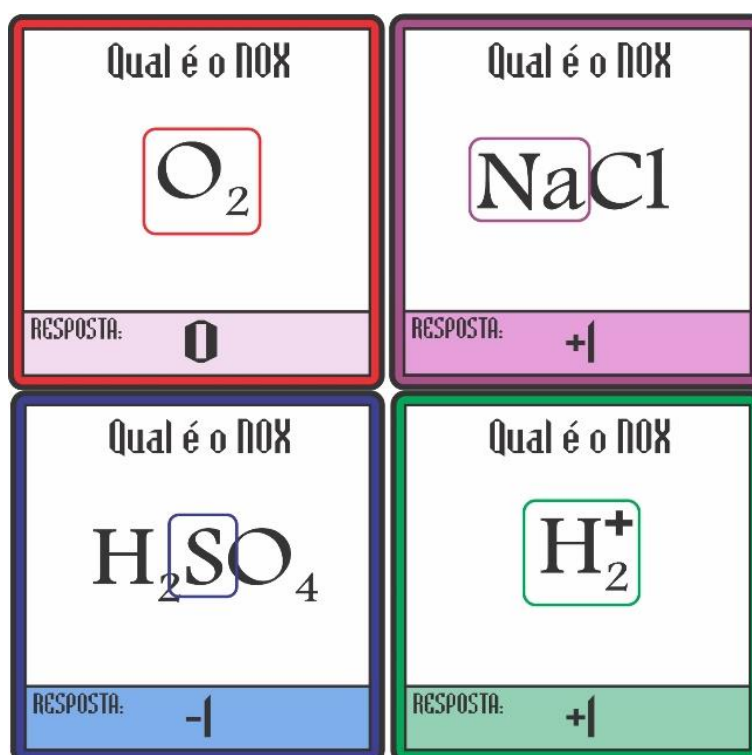 Qual é o NOX
O₂
RESPOSTA: 0
Qual é o NOX
NaCl
RESPOSTA: +1
Qual é o NOX
H₂SO₄
RESPOSTA: -1
Qual é o NOX
H₂⁺
RESPOSTA: +1